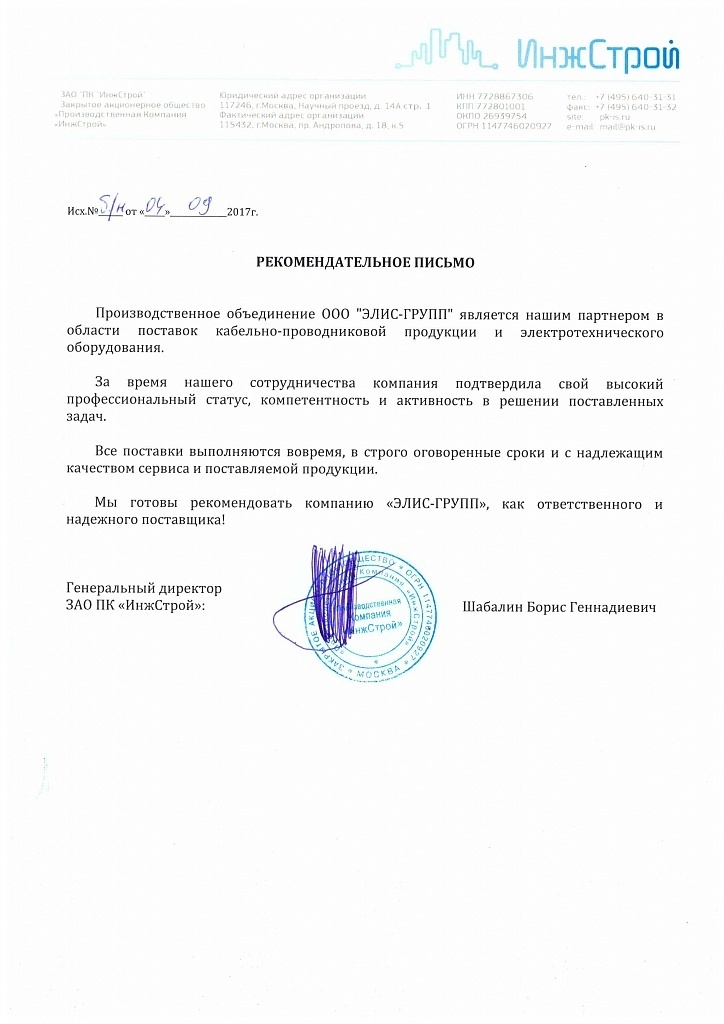 ИнжСтрой
ЗАО "ПК "ИнжСтрой"
Закрытое акционерное общество
«Производственная Компания
«ИнжСтрой»
Юридический адрес организации
117246, г.Москва, Научный проезд, д. 14А стр. 1
Фактический адрес организации
115432, г.Москва, пр. Андропова, д. 18, к.5
ИНН 7728867306
КПП 772801001
ОКПО 26939754
ОГРН 1147746020927
тел.: +7 (495) 640-31-31
факс: +7 (495) 640-31-32
site: pk-is.ru
e-mail: mail@pk-is.ru
Исх.№ б/н от «04» 09 2017г.
РЕКОМЕНДАТЕЛЬНОЕ ПИСЬМО
Производственное объединение ООО "ЭЛИС-ГРУПП" является нашим партнером в
области поставок кабельно-проводниковой продукции и электротехнического
оборудования.
За время нашего сотрудничества компания подтвердила свой высокий
профессиональный статус, компетентность и активность в решении поставленных
задач.
Все поставки выполняются вовремя, в строго оговоренные сроки и с надлежащим
качеством сервиса и поставляемой продукции.
Мы готовы рекомендовать компанию «ЭЛИС-ГРУПП», как ответственного и
надежного поставщика!
Генеральный директор
ЗАО ПК «ИнжСтрой»:
Шабалин Борис Геннадиевич
ЗАКРЫТОЕ ОБЩЕСТВО * ОГРН 1147746020927 * МОСКВА *
Компания «ИнжСтрой»
Производственная
Компания
ИнжСтрой»